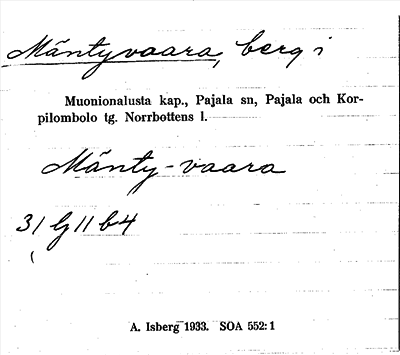 Mäntyvaara, berg i
Muonionalusta kap., Pajala sn, Pajala och Kor-
pilombolo tg. Norrbottens l.
Mänty-vaara
31 g 11 b4
A. Isberg 1933. SOA 552:1